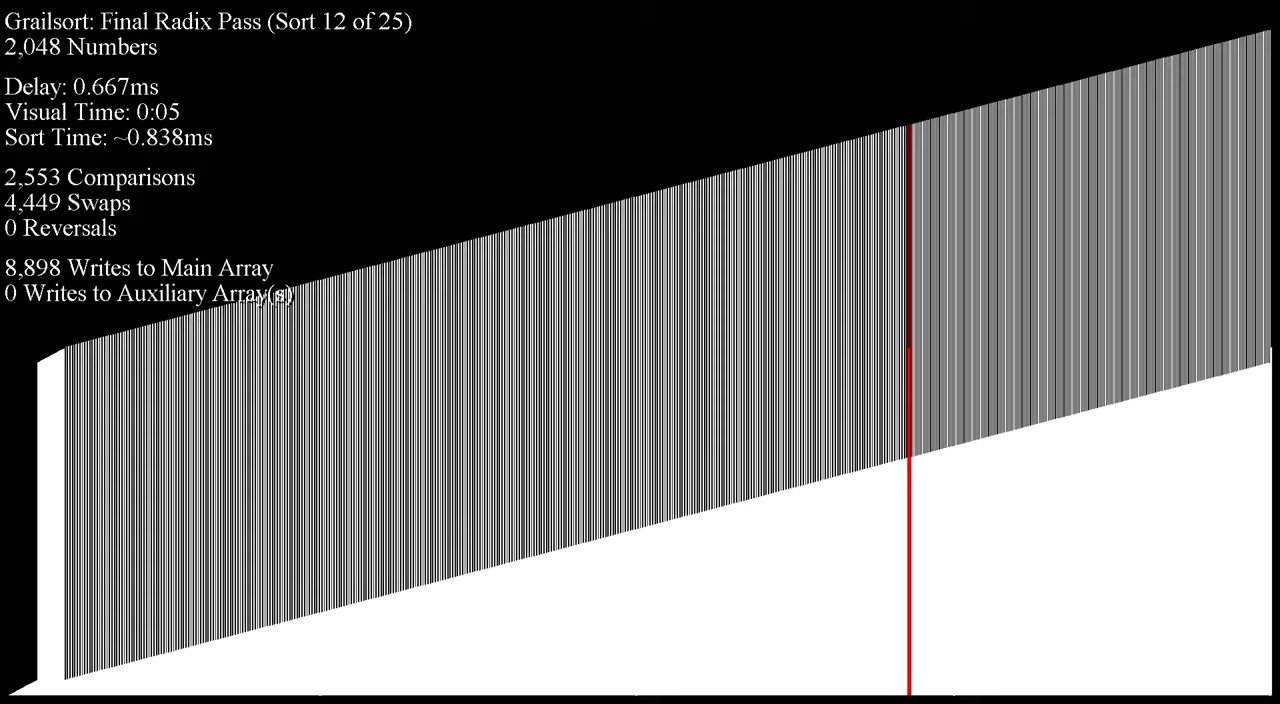 Grailsort: Final Radix Pass (Sort 12 of 25)
2,048 Numbers
Delay: 0.667ms
Visual Time: 0:05
Sort Time: ~0.838ms
2,553 Comparisons
4,449 Swaps
0 Reversals
8,898 Writes to Main Array
0 Writes to Auxiliary Array(s)